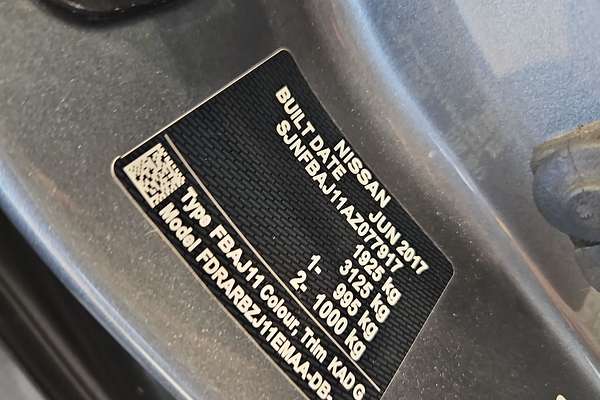 NISSAN
BUILT DATE JUN 2017
SJNFBAJ11AZ077917
1925 kg
3125 kg
1- 995 kg
2- 1000 kg
Type FBAJ11 Colour, Trim KAD G
Model FDRARBZJ11EMAA-DB-